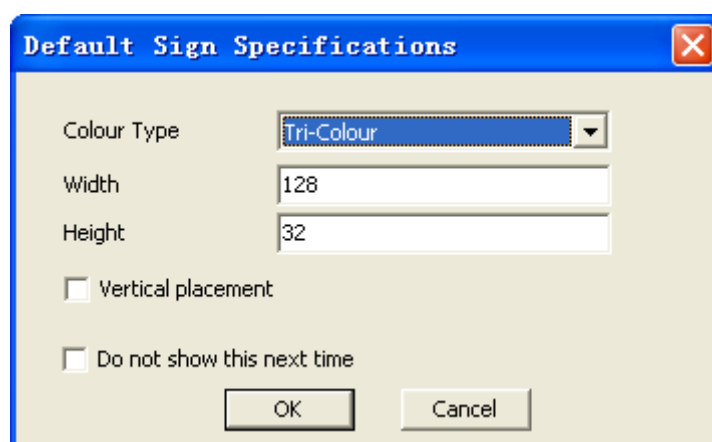 Default Sign Specifications
Colour Type Tri-Colour
Width 128
Height 32
Vertical placement
Do not show this next time
OK Cancel